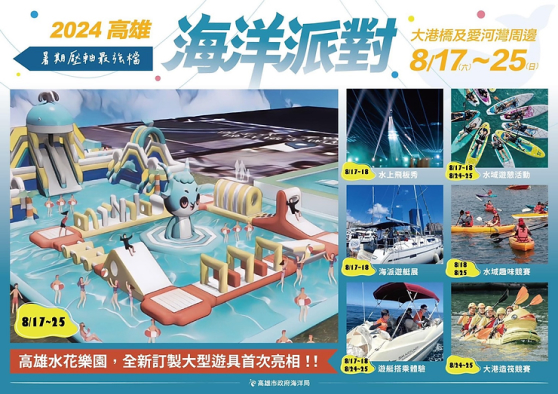 2024 高雄
暑期壓軸最強檔
海洋派對
大港橋及愛河灣周邊
8/17(六)~25(日)
8/17-18
水上飛板秀
8/17-18
8/24-25
水域遊憩活動
8/17-18
海派遊艇展
8/18
8/25
水域趣味競賽
8/17~25
8/17-18
8/24-25
遊艇搭乘體驗
8/24-25
大港造筏競賽
高雄水花樂園，全新訂製大型遊具首次亮相!!
高雄市政府海洋局